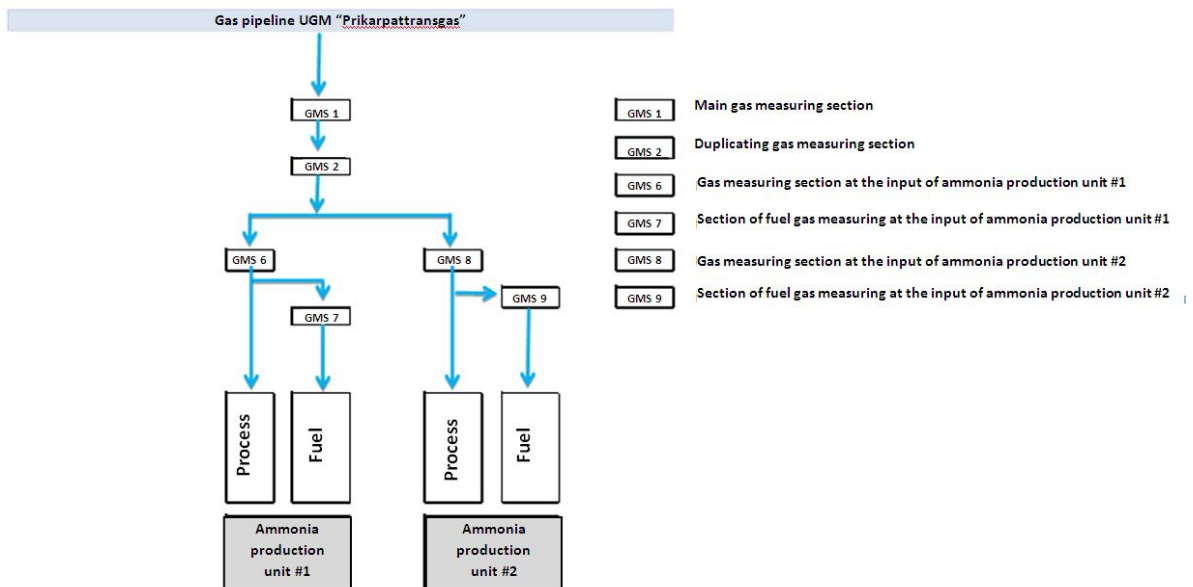 Gas pipeline UGM “Prikarpattransgas”
GMS 1
GMS 2
GMS 6
GMS 8
GMS 7
GMS 9
Process
Fuel
Process
Fuel
Ammonia
production
unit #1
Ammonia
production
unit #2
GMS 1 Main gas measuring section
GMS 2 Duplicating gas measuring section
GMS 6 Gas measuring section at the input of ammonia production unit #1
GMS 7 Section of fuel gas measuring at the input of ammonia production unit #1
GMS 8 Gas measuring section at the input of ammonia production unit #2
GMS 9 Section of fuel gas measuring at the input of ammonia production unit #2